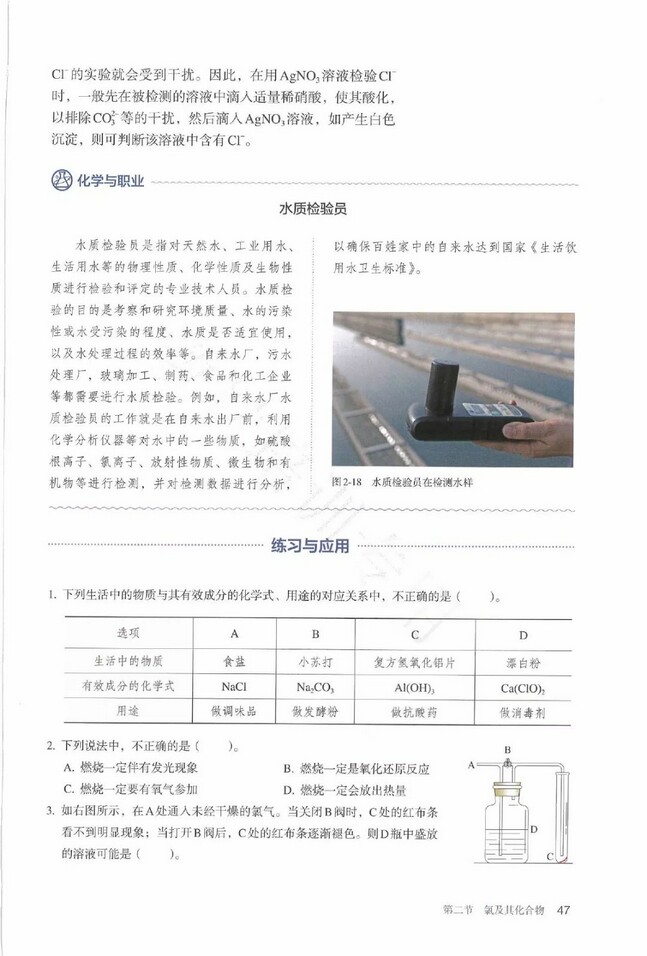 Cl⁻的实验就会受到干扰。因此，在用AgNO₃溶液检验Cl⁻
时，一般先在被检测的溶液中滴入适量稀硝酸，使其酸化，
以排除CO₃²⁻等的干扰，然后滴入AgNO₃溶液，如产生白色
沉淀，则可判断该溶液中含有Cl⁻。
化学与职业
水质检验员
水质检验员是指对天然水、工业用水、
生活用水等的物理性质、化学性质及生物性
质进行检验和评定的专业技术人员。水质检
验的目的是考察和研究环境质量、水的污染
性或水受污染的程度、水质是否适宜使用，
以及水处理过程的效率等。自来水厂，污水
处理厂，玻璃加工、制药、食品和化工企业
等都需要进行水质检验。例如，自来水厂水
质检验员的工作就是在自来水出厂前，利用
化学分析仪器等对水中的一些物质，如硫酸
根离子、氯离子、放射性物质、微生物和有
机物等进行检测，并对检测数据进行分析，
以确保百姓家中的自来水达到国家《生活饮
用水卫生标准》。
图2-18 水质检验员在检测水样
练习与应用
1. 下列生活中的物质与其有效成分的化学式、用途的对应关系中，不正确的是（ ）。
选项 A B C D
生活中的物质 食盐 小苏打 复方氢氧化铝片 漂白粉
有效成分的化学式 NaCl Na₂CO₃ Al(OH)₃ Ca(ClO)₂
用途 做调味品 做发酵粉 做抗酸药 做消毒剂
2. 下列说法中，不正确的是（ ）。
A. 燃烧一定伴有发光现象 B. 燃烧一定是氧化还原反应
C. 燃烧一定要有氧气参加 D. 燃烧一定会放出热量
3. 如右图所示，在A处通入未经干燥的氯气。当关闭B阀时，C处的红布条
看不到明显现象；当打开B阀后，C处的红布条逐渐褪色。则D瓶中盛放
的溶液可能是（ ）。
B
A
D
C
第二节 氯及其化合物 47